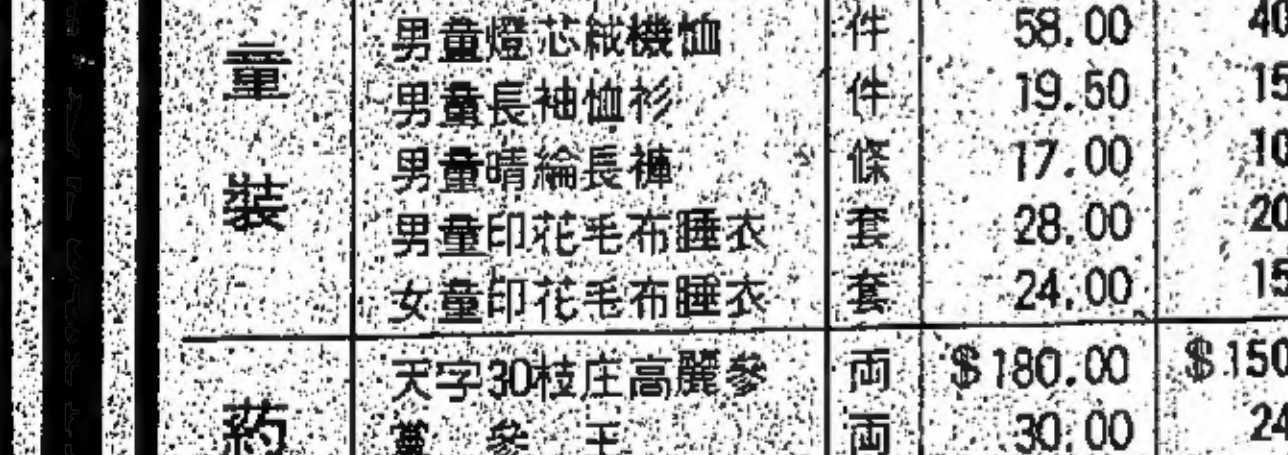 童裝
男童燈芯絨機恤 件 58.00 40
男童長袖恤衫 件 19.50 15
男童晴綸長褲 條 17.00 10
男童印花毛布睡衣 套 28.00 20
女童印花毛布睡衣 套 24.00 15
葯
天字30枝庄高麗參 両 $180.00 $150
黨參王 両 30.00 24